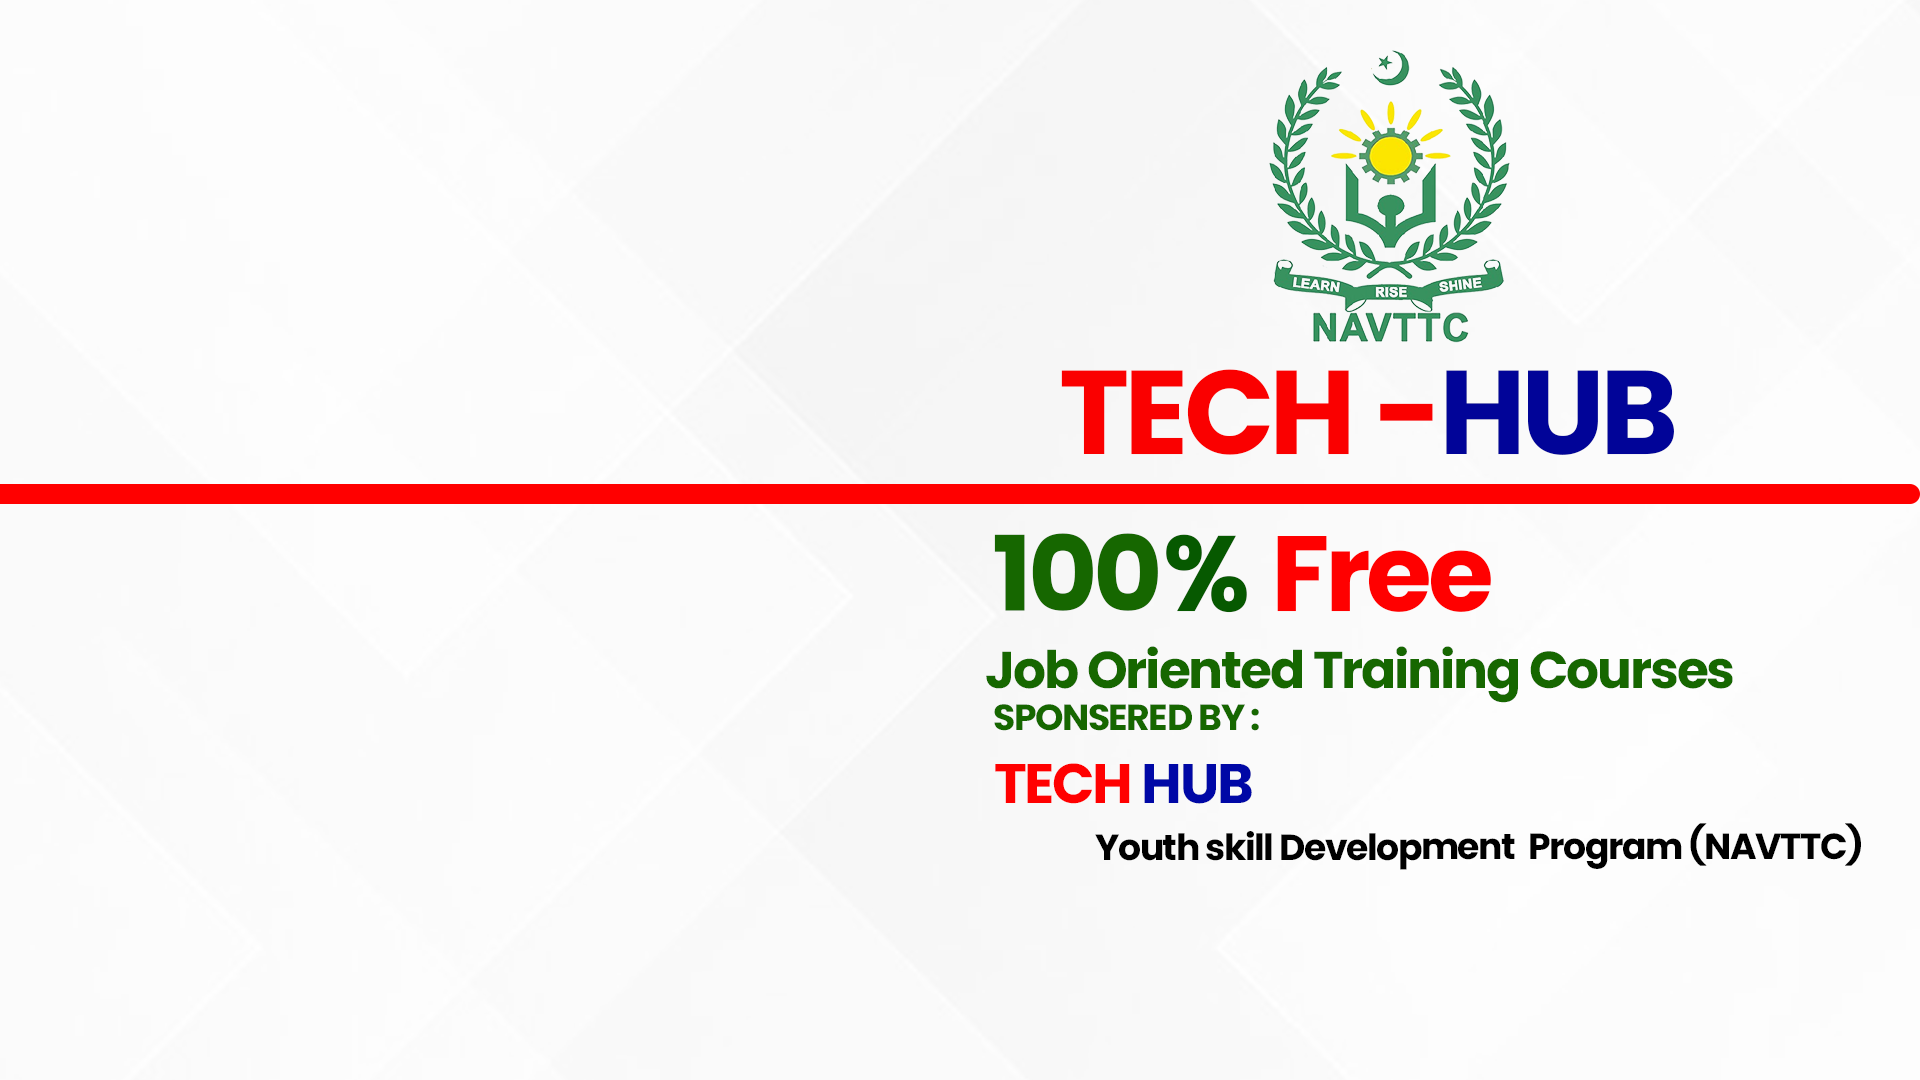 LEARN RISE SHINE
NAVTTC
TECH -HUB
100% Free
Job Oriented Training Courses
SPONSERED BY :
TECH HUB
Youth skill Development Program (NAVTTC)